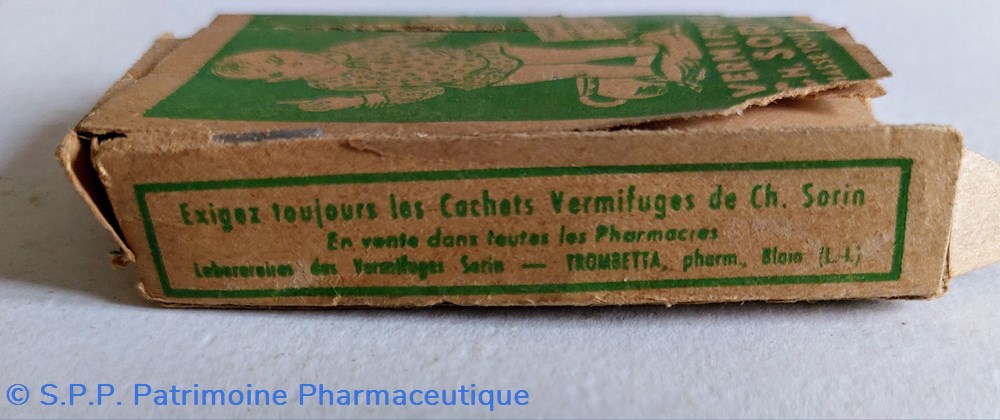 Exigez toujours les Cachets Vermifuges de Ch. Sorin
En vente dans toutes les Pharmacies
Laboratoires des Vermifuges Sorin — TROMBETTA, pharm., Blain (L.-I.)
© S.P.P. Patrimoine Pharmaceutique